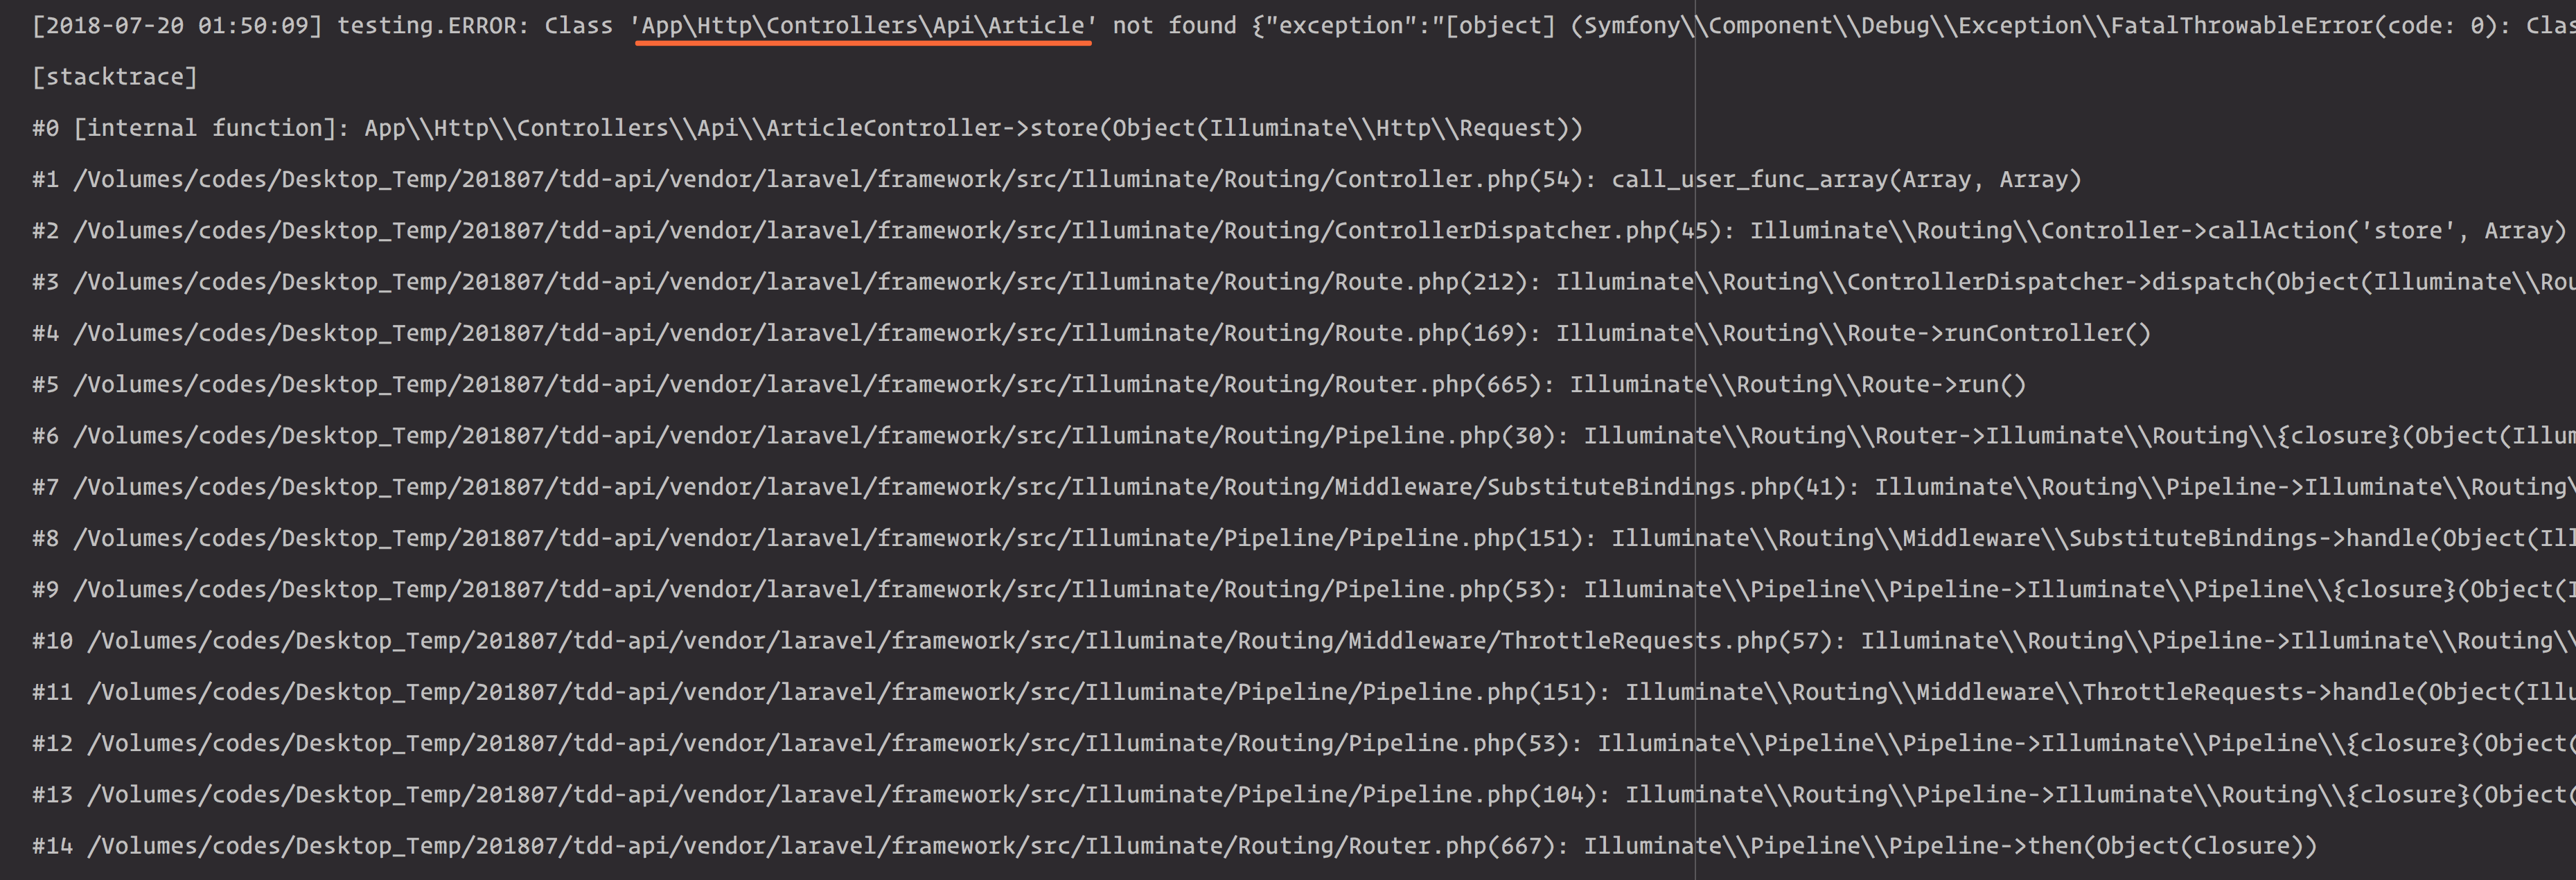 [2018-07-20 01:50:09] testing.ERROR: Class 'App\Http\Controllers\Api\Article' not found {"exception":"[object] (Symfony\\Component\\Debug\\Exception\\FatalThrowableError(code: 0): Clas
[stacktrace]
#0 [internal function]: App\\Http\\Controllers\\Api\\ArticleController->store(Object(Illuminate\\Http\\Request))
#1 /Volumes/codes/Desktop_Temp/201807/tdd-api/vendor/laravel/framework/src/Illuminate/Routing/Controller.php(54): call_user_func_array(Array, Array)
#2 /Volumes/codes/Desktop_Temp/201807/tdd-api/vendor/laravel/framework/src/Illuminate/Routing/ControllerDispatcher.php(45): Illuminate\\Routing\\Controller->callAction('store', Array)
#3 /Volumes/codes/Desktop_Temp/201807/tdd-api/vendor/laravel/framework/src/Illuminate/Routing/Route.php(212): Illuminate\\Routing\\ControllerDispatcher->dispatch(Object(Illuminate\\Rou
#4 /Volumes/codes/Desktop_Temp/201807/tdd-api/vendor/laravel/framework/src/Illuminate/Routing/Route.php(169): Illuminate\\Routing\\Route->runController()
#5 /Volumes/codes/Desktop_Temp/201807/tdd-api/vendor/laravel/framework/src/Illuminate/Routing/Router.php(665): Illuminate\\Routing\\Route->run()
#6 /Volumes/codes/Desktop_Temp/201807/tdd-api/vendor/laravel/framework/src/Illuminate/Routing/Pipeline.php(30): Illuminate\\Routing\\Router->Illuminate\\Routing\\{closure}(Object(Illum
#7 /Volumes/codes/Desktop_Temp/201807/tdd-api/vendor/laravel/framework/src/Illuminate/Routing/Middleware/SubstituteBindings.php(41): Illuminate\\Routing\\Pipeline->Illuminate\\Routing\
#8 /Volumes/codes/Desktop_Temp/201807/tdd-api/vendor/laravel/framework/src/Illuminate/Pipeline/Pipeline.php(151): Illuminate\\Routing\\Middleware\\SubstituteBindings->handle(Object(Ill
#9 /Volumes/codes/Desktop_Temp/201807/tdd-api/vendor/laravel/framework/src/Illuminate/Routing/Pipeline.php(53): Illuminate\\Pipeline\\Pipeline->Illuminate\\Pipeline\\{closure}(Object(I
#10 /Volumes/codes/Desktop_Temp/201807/tdd-api/vendor/laravel/framework/src/Illuminate/Routing/Middleware/ThrottleRequests.php(57): Illuminate\\Routing\\Pipeline->Illuminate\\Routing\\
#11 /Volumes/codes/Desktop_Temp/201807/tdd-api/vendor/laravel/framework/src/Illuminate/Pipeline/Pipeline.php(151): Illuminate\\Routing\\Middleware\\ThrottleRequests->handle(Object(Illu
#12 /Volumes/codes/Desktop_Temp/201807/tdd-api/vendor/laravel/framework/src/Illuminate/Routing/Pipeline.php(53): Illuminate\\Pipeline\\Pipeline->Illuminate\\Pipeline\\{closure}(Object(
#13 /Volumes/codes/Desktop_Temp/201807/tdd-api/vendor/laravel/framework/src/Illuminate/Pipeline/Pipeline.php(104): Illuminate\\Routing\\Pipeline->Illuminate\\Routing\\{closure}(Object(
#14 /Volumes/codes/Desktop_Temp/201807/tdd-api/vendor/laravel/framework/src/Illuminate/Routing/Router.php(667): Illuminate\\Pipeline\\Pipeline->then(Object(Closure))